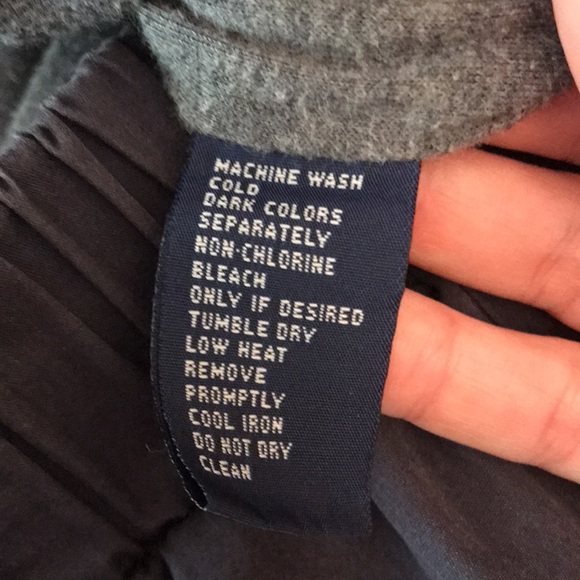 MACHINE WASH
COLD
DARK COLORS
SEPARATELY
NON-CHLORINE
BLEACH
ONLY IF DESIRED
TUMBLE DRY
LOW HEAT
REMOVE
PROMPTLY
COOL IRON
DO NOT DRY
CLEAN